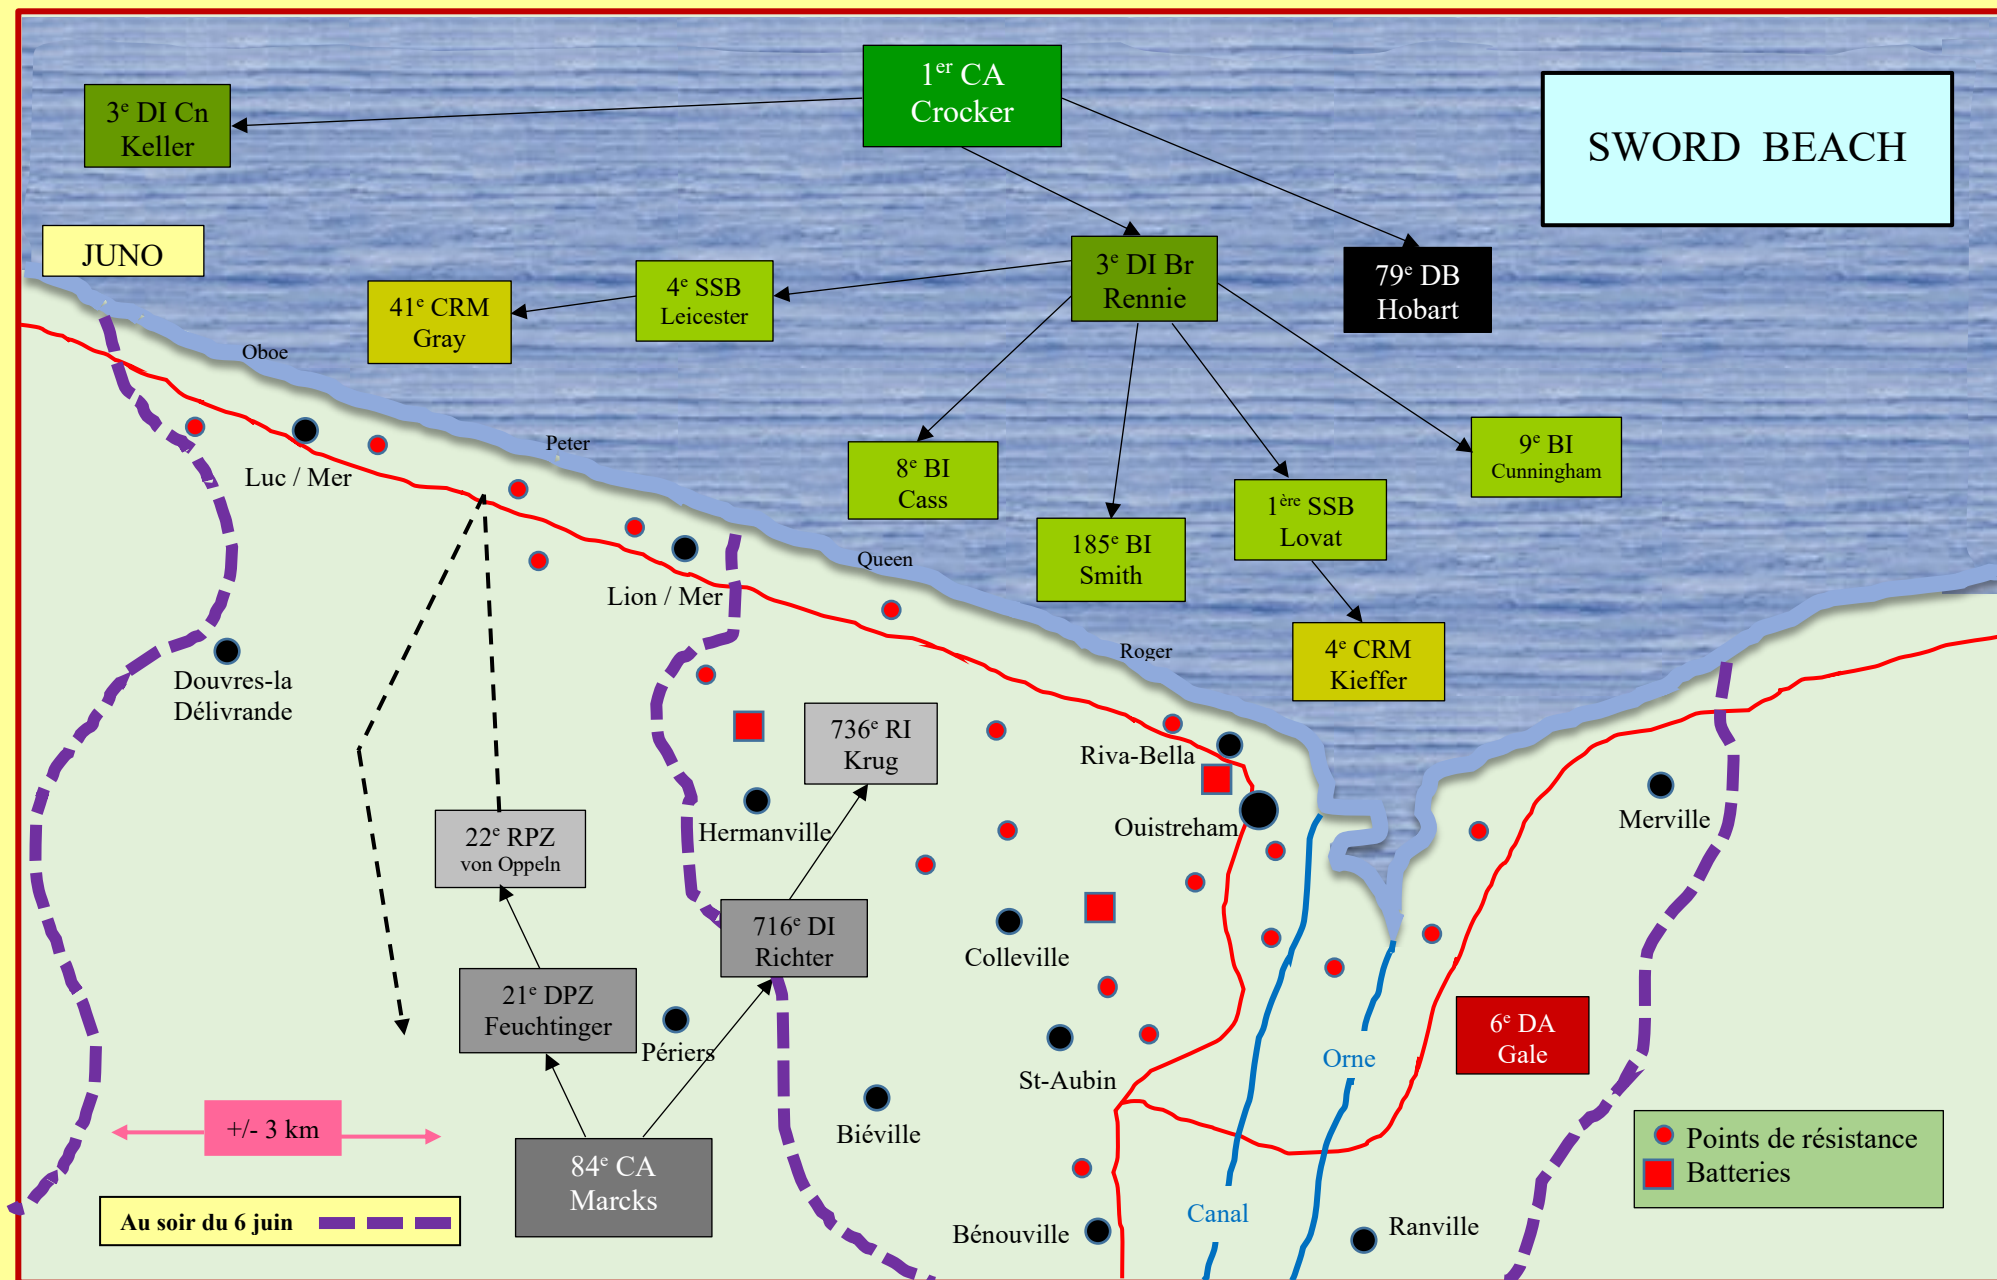 1er CA
Crocker
SWORD BEACH
3e DI Cn
Keller
JUNO
3e DI Br
Rennie
79e DB
Hobart
4e SSB
Leicester
41e CRM
Gray
Oboe
Peter
Luc / Mer
8e BI
Cass
9e BI
Cunningham
1ère SSB
Lovat
185e BI
Smith
Queen
Lion / Mer
Roger
4e CRM
Kieffer
Douvres-la
Délivrande
736e RI
Krug
Riva-Bella
Merville
Hermanville
Ouistreham
22e RPZ
von Oppeln
716e DI
Richter
Colleville
21e DPZ
Feuchtinger
Périers
6e DA
Gale
Orne
St-Aubin
+/- 3 km
Biéville
Points de résistance
Batteries
84e CA
Marcks
Au soir du 6 juin
Canal
Bénouville
Ranville